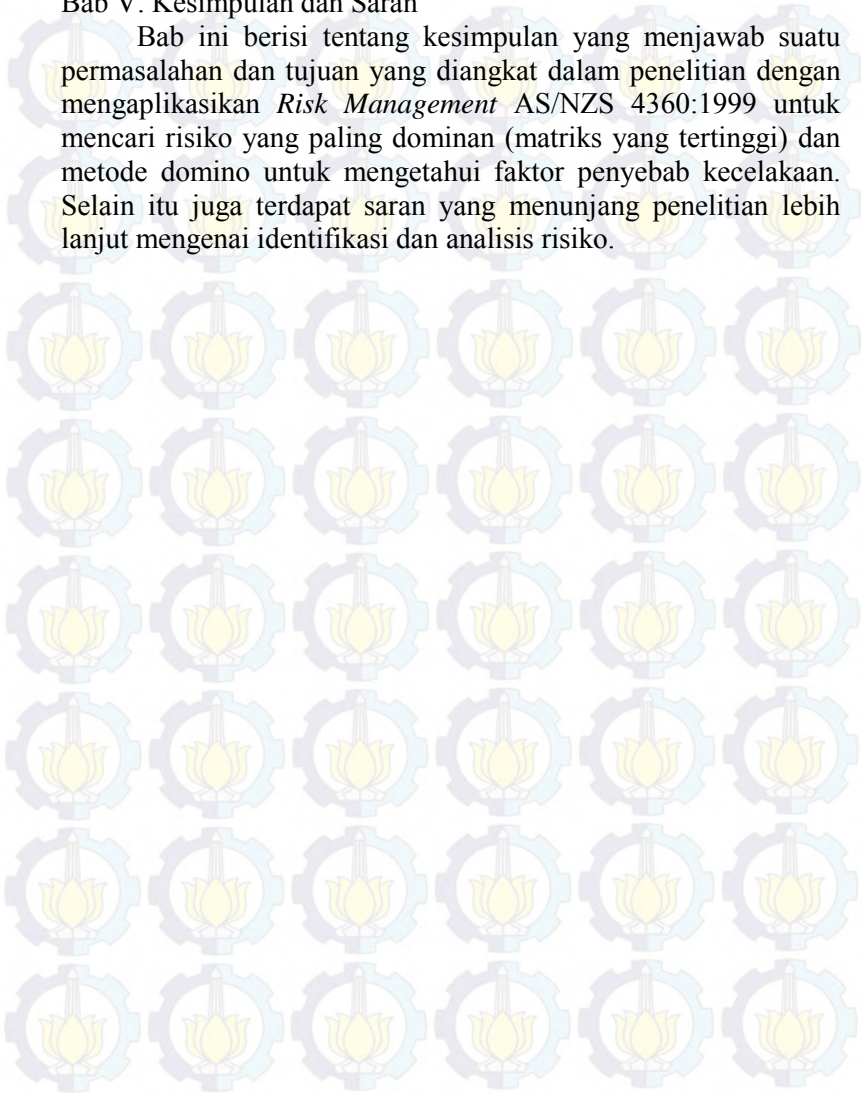 Bab V. Kesimpulan dan Saran
Bab ini berisi tentang kesimpulan yang menjawab suatu
permasalahan dan tujuan yang diangkat dalam penelitian dengan
mengaplikasikan Risk Management AS/NZS 4360:1999 untuk
mencari risiko yang paling dominan (matriks yang tertinggi) dan
metode domino untuk mengetahui faktor penyebab kecelakaan.
Selain itu juga terdapat saran yang menunjang penelitian lebih
lanjut mengenai identifikasi dan analisis risiko.